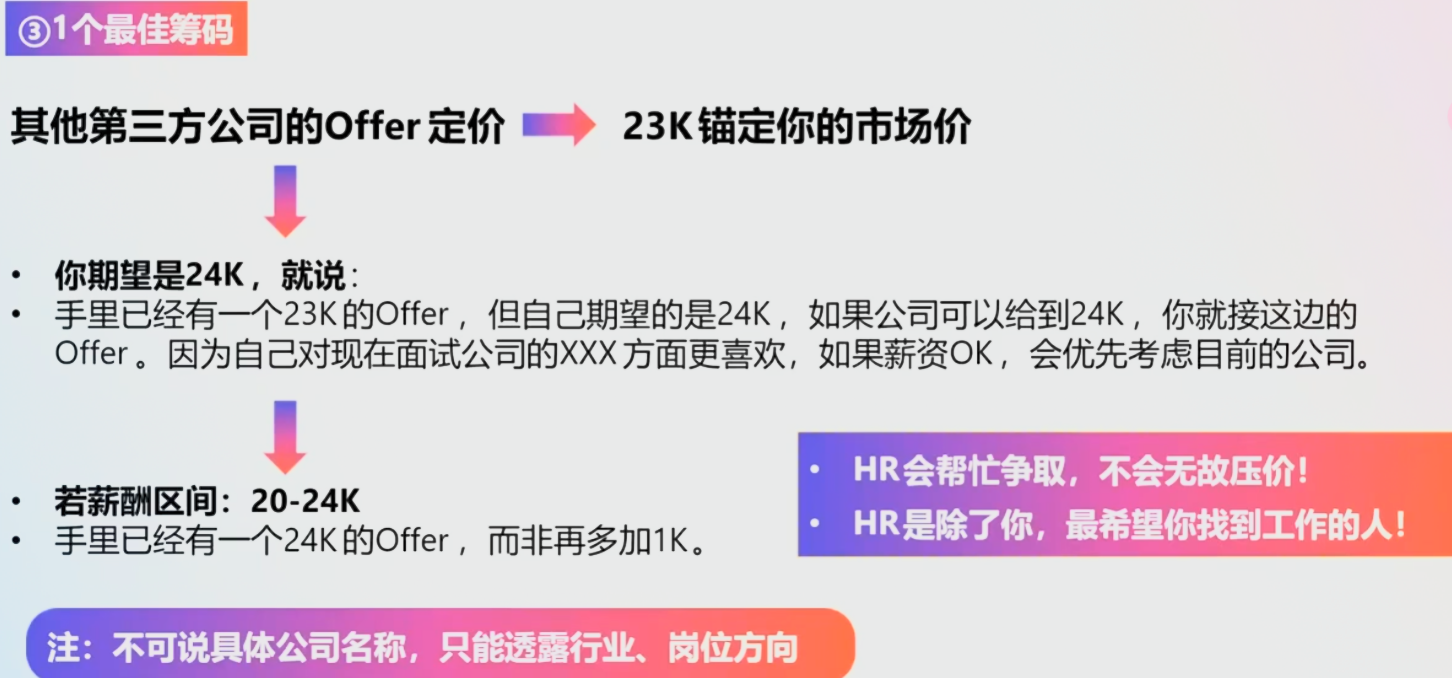 ③1个最佳筹码
其他第三方公司的Offer定价 23K锚定你的市场价
• 你期望是24K，就说：
• 手里已经有一个23K的Offer，但自己期望的是24K，如果公司可以给到24K，你就接这边的
Offer。因为自己对现在面试公司的XXX方面更喜欢，如果薪资OK，会优先考虑目前的公司。
• 若薪酬区间：20-24K
• 手里已经有一个24K的Offer，而非再多加1K。
• HR会帮忙争取，不会无故压价！
• HR是除了你，最希望你找到工作的人！
注：不可说具体公司名称，只能透露行业、岗位方向